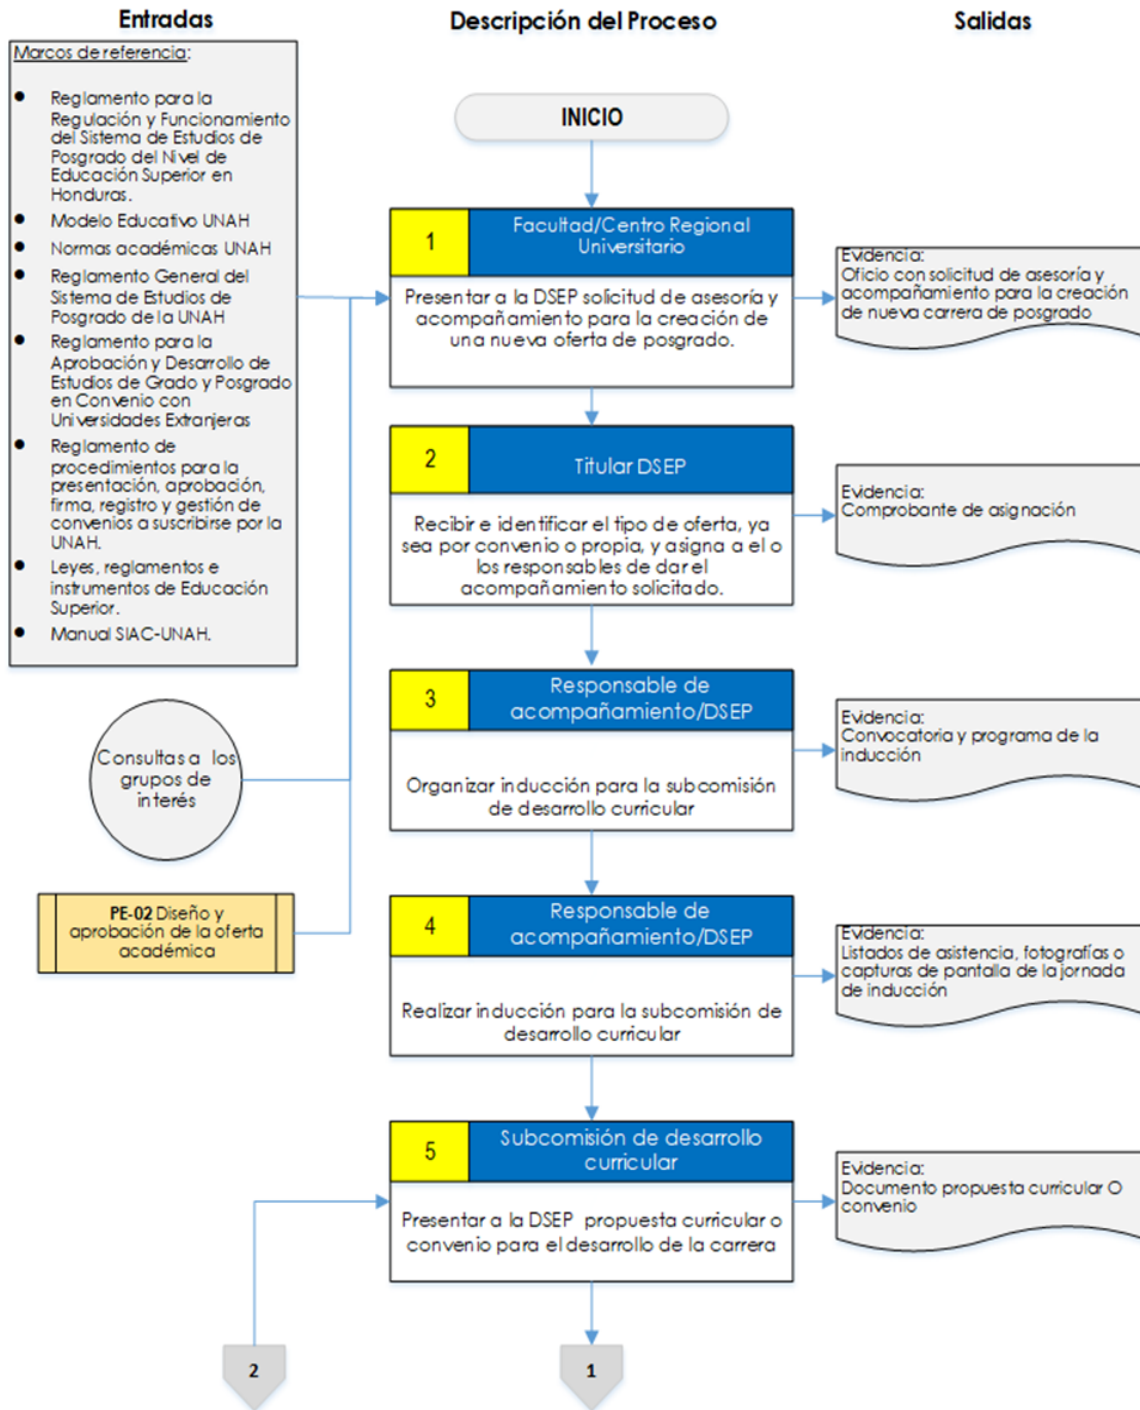 Entradas
Descripción del Proceso
Salidas
Marcos de referencia:
● Reglamento para la
Regulación y Funcionamiento
del Sistema de Estudios de
Posgrado del Nivel de
Educación Superior en
Honduras.
● Modelo Educativo UNAH
● Normas académicas UNAH
● Reglamento General del
Sistema de Estudios de
Posgrado de la UNAH
● Reglamento para la
Aprobación y Desarrollo de
Estudios de Grado y Posgrado
en Convenio con
Universidades Extranjeras
● Reglamento de
procedimientos para la
presentación, aprobación,
firma, registro y gestión de
convenios a suscribirse por la
UNAH.
● Leyes, reglamentos e
instrumentos de Educación
Superior.
● Manual SIAC-UNAH.
Consultas a los
grupos de
interés
PE-02 Diseño y
aprobación de la oferta
académica
INICIO
1
Facultad/Centro Regional
Universitario
Presentar a la DSEP solicitud de asesoría y
acompañamiento para la creación de
una nueva oferta de posgrado.
Evidencia:
Oficio con solicitud de asesoría y
acompañamiento para la creación
de nueva carrera de posgrado
2
Titular DSEP
Recibir e identificar el tipo de oferta, ya
sea por convenio o propia, y asigna a el o
los responsables de dar el
acompañamiento solicitado.
Evidencia:
Comprobante de asignación
3
Responsable de
acompañamiento/DSEP
Organizar inducción para la subcomisión
de desarrollo curricular
Evidencia:
Convocatoria y programa de la
inducción
4
Responsable de
acompañamiento/DSEP
Realizar inducción para la subcomisión de
desarrollo curricular
Evidencia:
Listados de asistencia, fotografías o
capturas de pantalla de la jornada
de inducción
5
Subcomisión de desarrollo
curricular
Presentar a la DSEP propuesta curricular o
convenio para el desarrollo de la carrera
Evidencia:
Documento propuesta curricular O
convenio
2
1